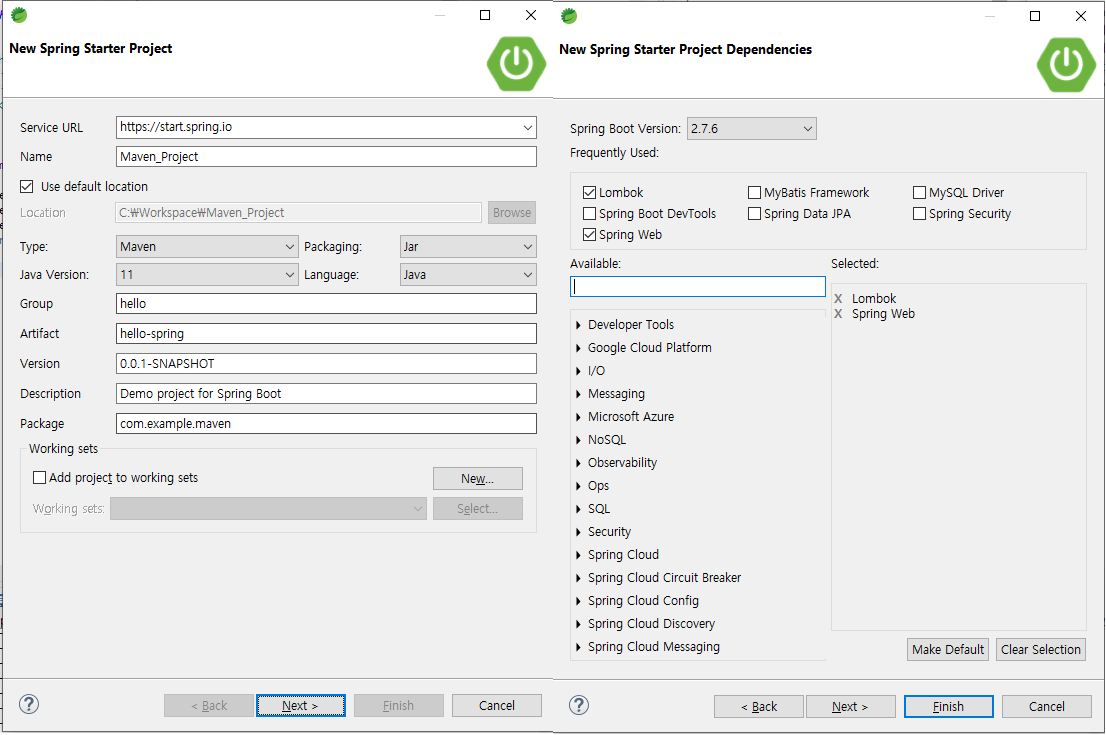 New Spring Starter Project
Service URL https://start.spring.io
Name Maven_Project
Use default location
Location C:₩Workspace₩Maven_Project Browse
Type: Maven Packaging: Jar
Java Version: 11 Language: Java
Group hello
Artifact hello-spring
Version 0.0.1-SNAPSHOT
Description Demo project for Spring Boot
Package com.example.maven
Working sets
Add project to working sets New...
Working sets: Select...
< Back Next > Finish Cancel
New Spring Starter Project Dependencies
Spring Boot Version: 2.7.6
Frequently Used:
Lombok MyBatis Framework MySQL Driver
Spring Boot DevTools Spring Data JPA Spring Security
Spring Web
Available:
Developer Tools
Google Cloud Platform
I/O
Messaging
Microsoft Azure
NoSQL
Observability
Ops
SQL
Security
Spring Cloud
Spring Cloud Circuit Breaker
Spring Cloud Config
Spring Cloud Discovery
Spring Cloud Messaging
Selected:
X Lombok
X Spring Web
Make Default Clear Selection
< Back Next > Finish Cancel